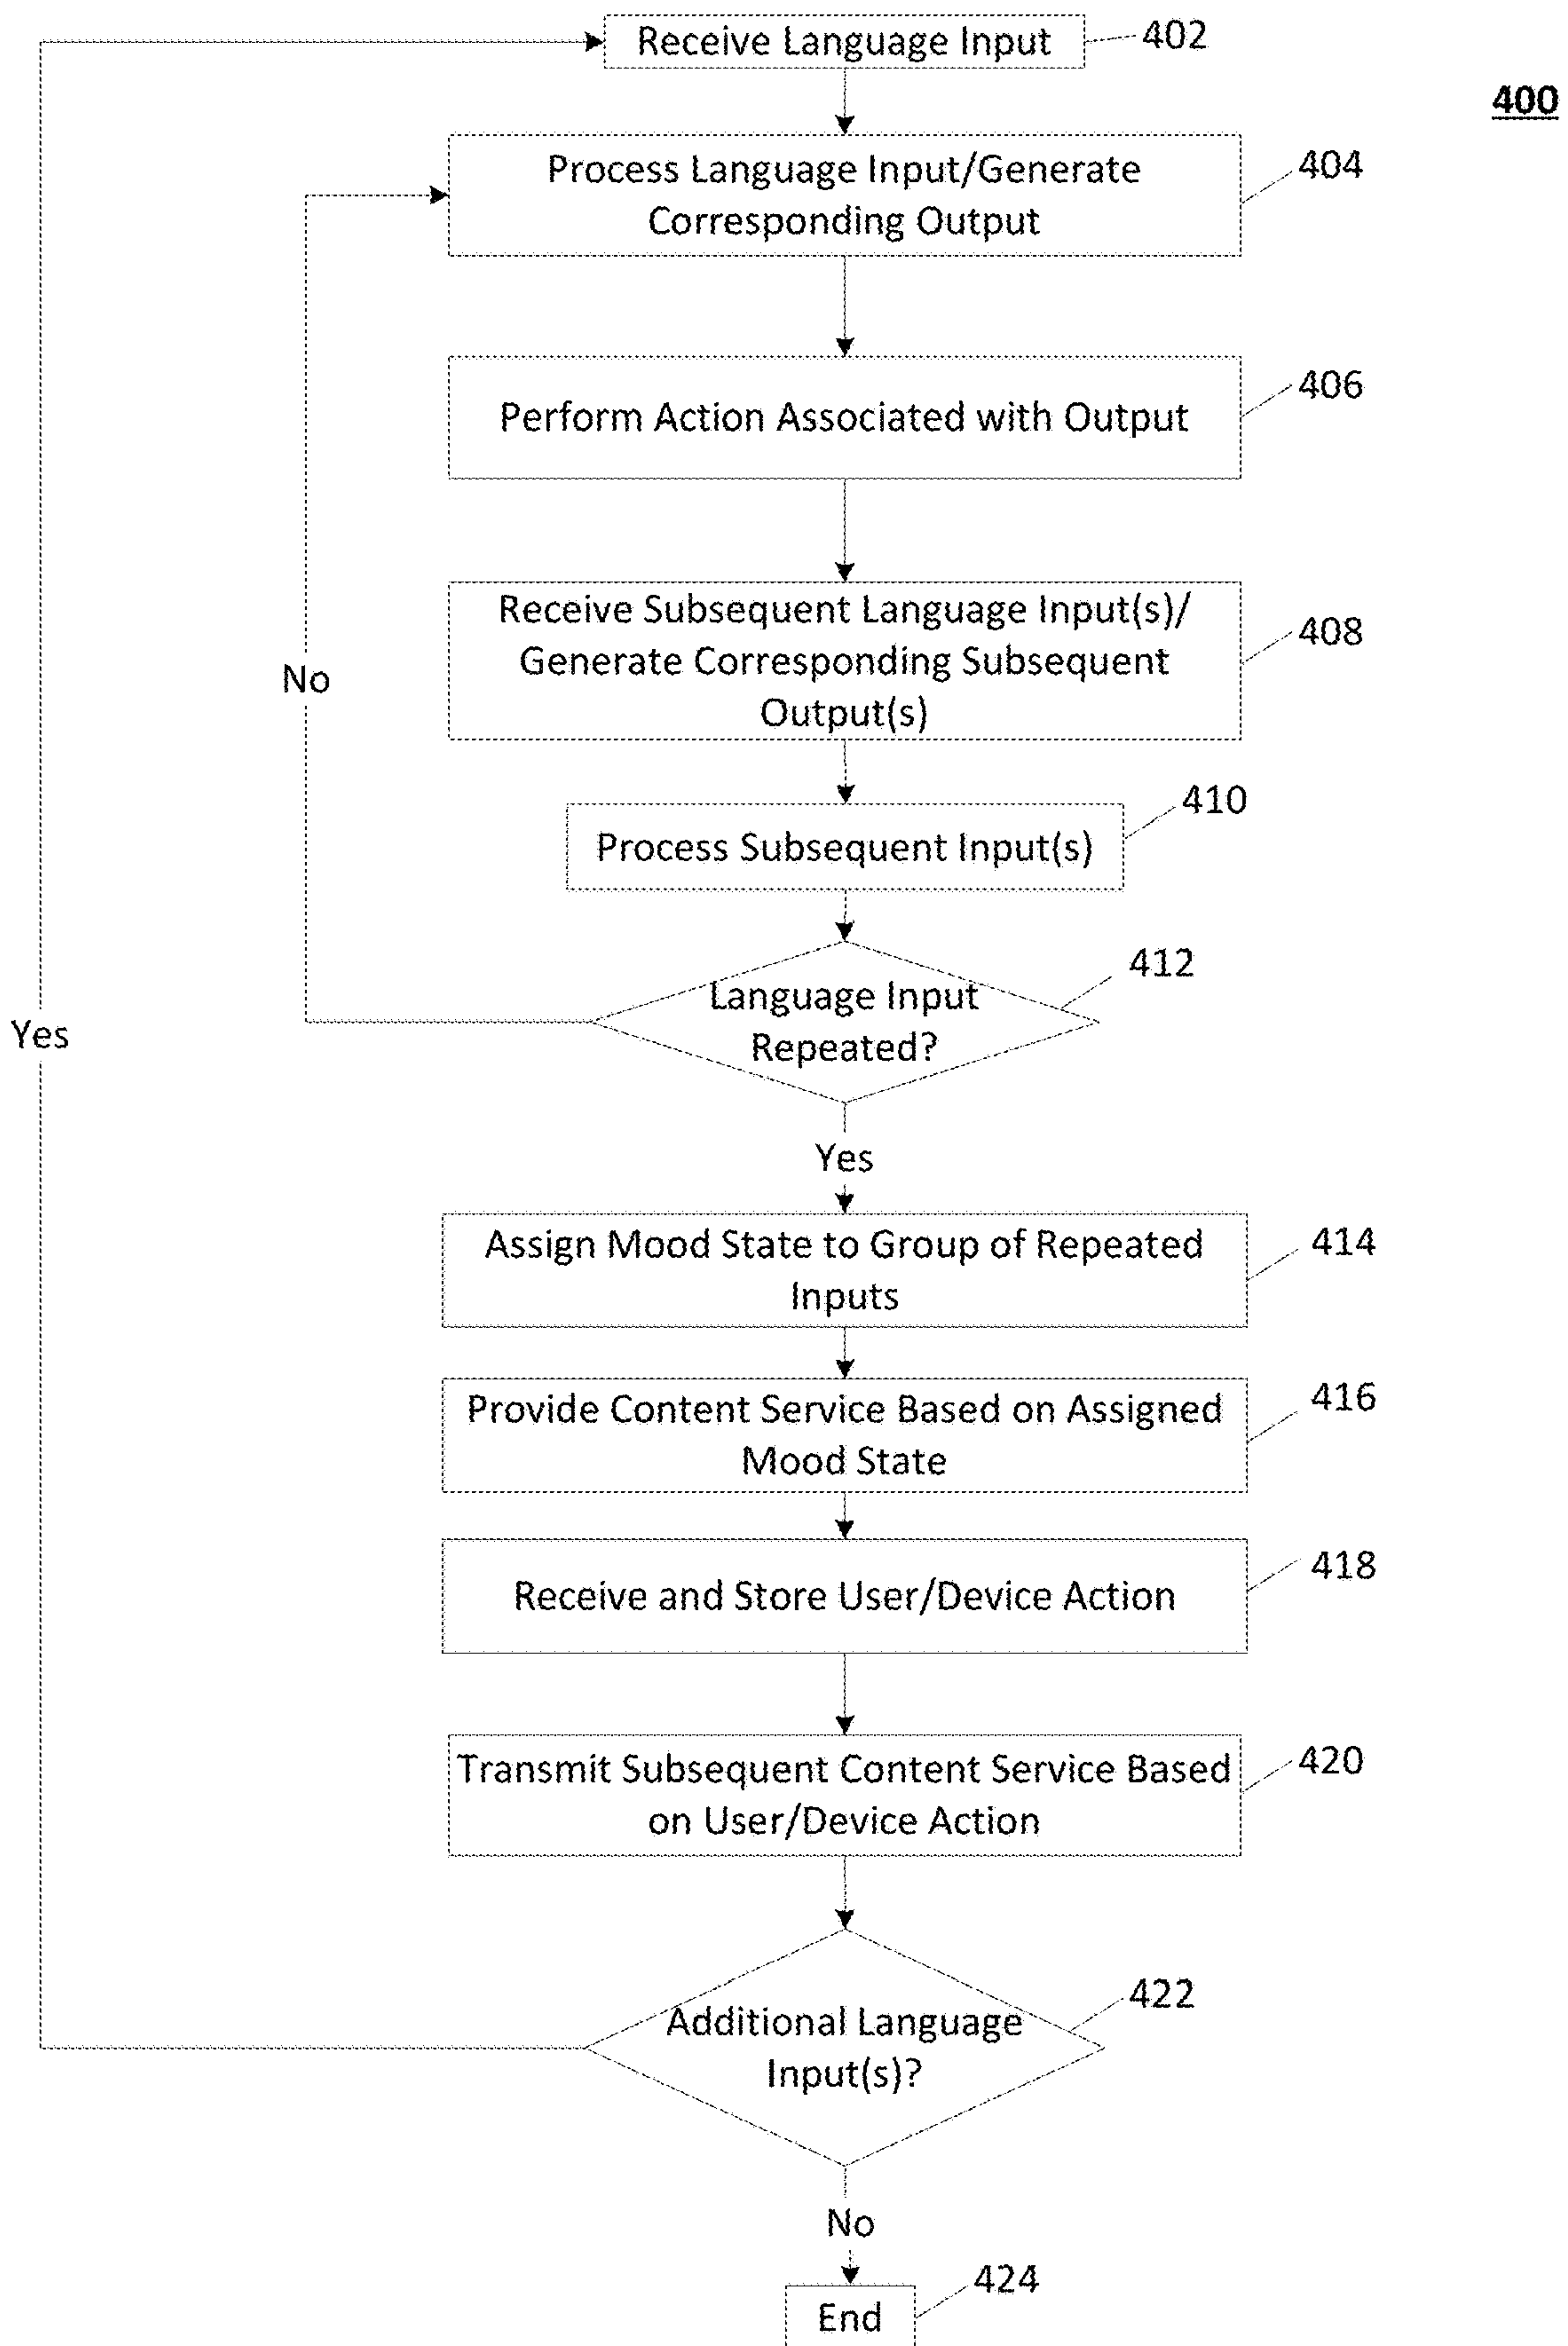 Receive Language Input
402
400
Process Language Input/Generate
Corresponding Output
404
Perform Action Associated with Output
406
Receive Subsequent Language Input(s)/
Generate Corresponding Subsequent
Output(s)
408
No
Process Subsequent Input(s)
410
Language Input
Repeated?
412
Yes
Yes
Assign Mood State to Group of Repeated
Inputs
414
Provide Content Service Based on Assigned
Mood State
416
Receive and Store User/Device Action
418
Transmit Subsequent Content Service Based
on User/Device Action
420
Additional Language
Input(s)?
422
No
End
424